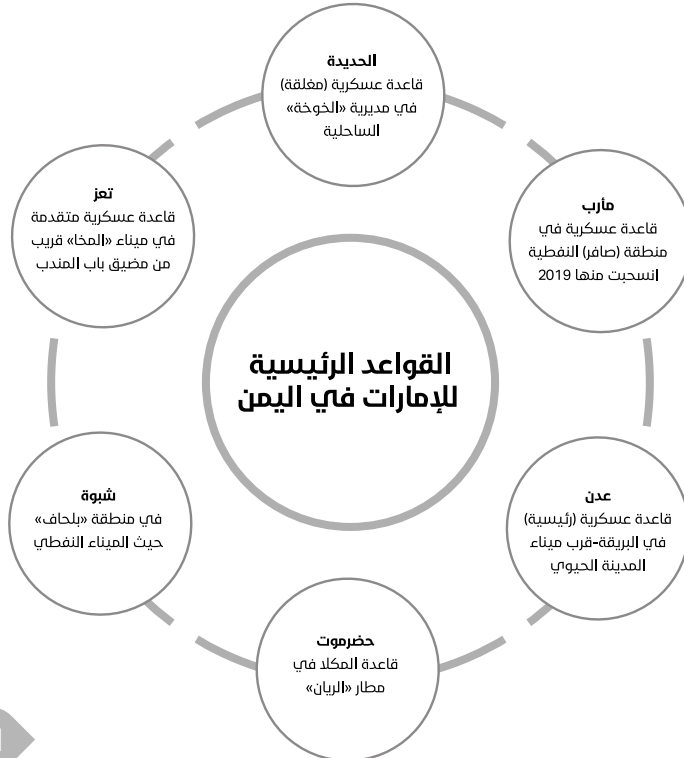 القواعد الرئيسية
للإمارات في اليمن
الحديدة
قاعدة عسكرية (مغلقة)
في مديرية «الخوخة»
الساحلية
مأرب
قاعدة عسكرية في
منطقة (صافر) النفطية
انسحبت منها 2019
عدن
قاعدة عسكرية (رئيسية)
في البريقة-قرب ميناء
المدينة الحيوي
حضرموت
قاعدة المكلا في
مطار «الريان»
شبوة
في منطقة «بلحاف»
حيث الميناء النفطي
تعز
قاعدة عسكرية متقدمة
في ميناء «المخا» قريب
من مضيق باب المندب